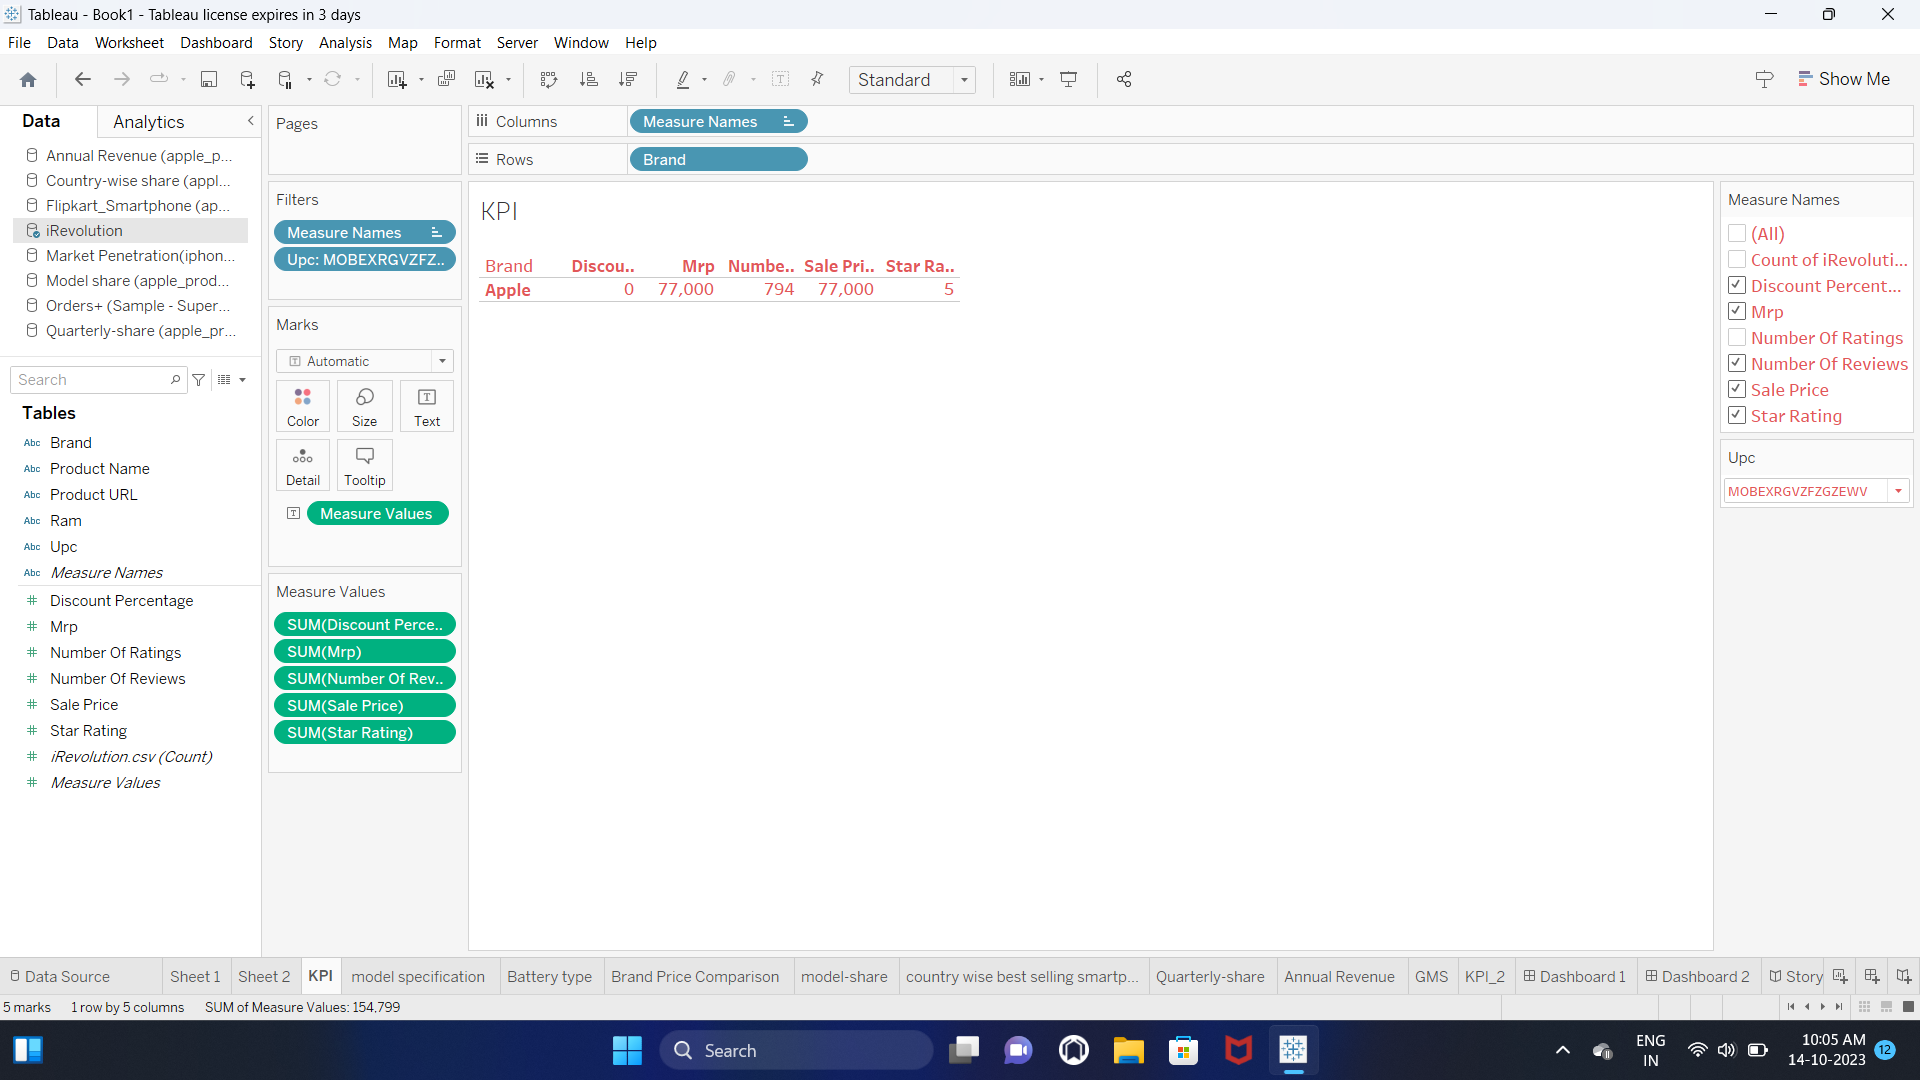 Tableau - Book1 - Tableau license expires in 3 days
File Data Worksheet Dashboard Story Analysis Map Format Server Window Help
Standard
Show Me
Data Analytics
Annual Revenue (apple_p...
Country-wise share (appl...
Flipkart_Smartphone (ap...
iRevolution
Market Penetration(iphon...
Model share (apple_prod...
Orders+ (Sample - Super...
Quarterly-share (apple_pr...
Search
Tables
Abc Brand
Abc Product Name
Abc Product URL
Abc Ram
Abc Upc
Abc Measure Names
# Discount Percentage
# Mrp
# Number Of Ratings
# Number Of Reviews
# Sale Price
# Star Rating
# iRevolution.csv (Count)
# Measure Values
Pages
Filters
Measure Names
Upc: MOBEXRGVZFZ..
Marks
T Automatic
Color Size Text
Detail Tooltip
T Measure Values
Measure Values
SUM(Discount Perce..
SUM(Mrp)
SUM(Number Of Rev..
SUM(Sale Price)
SUM(Star Rating)
Columns Measure Names
Rows Brand
KPI
Brand Discou.. Mrp Numbe.. Sale Pri.. Star Ra..
Apple 0 77,000 794 77,000 5
Measure Names
(All)
Count of iRevoluti...
Discount Percent...
Mrp
Number Of Ratings
Number Of Reviews
Sale Price
Star Rating
Upc
MOBEXRGVZFZGZEWV
Data Source Sheet 1 Sheet 2 KPI model specification Battery type Brand Price Comparison model-share country wise best selling smartp... Quarterly-share Annual Revenue GMS KPI_2 Dashboard 1 Dashboard 2 Story
5 marks 1 row by 5 columns SUM of Measure Values: 154,799
Search
ENG
IN
10:05 AM
14-10-2023
12